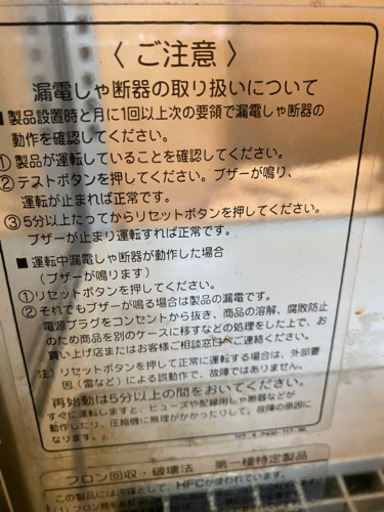 〈ご注意〉
漏電しゃ断器の取り扱いについて
■製品設置時と月に1回以上次の要領で漏電しゃ断器の
動作を確認してください。
①製品が運転していることを確認してください。
②テストボタンを押してください。ブザーが鳴り、
運転が止まれば正常です。
③5分以上たってからリセットボタンを押してください。
ブザーが止まり運転すれば正常です。
■運転中漏電しゃ断器が動作した場合
（ブザーが鳴ります）
①リセットボタンを押してください。
②それでもブザーが鳴る場合は製品の漏電です。
電源プラグをコンセントから抜き、商品の溶解、腐敗防止
のため商品を別のケースに移すなどの処理をした上で、お
買い上げ店またはお客様ご相談窓口へご連絡ください。
注）リセットボタンを押して正常に運転する場合は、外部要
因（雷など）による誤動作で、故障ではありません。
再始動は5分以上の間をおいてください。
すぐに運転しますと、ヒューズや配線用しゃ断器などが
動作したり、圧縮機に無理がかかったりして、故障の原因に
なります。
フロン回収・破壊法 第一種特定製品
この製品には冷媒として、HFCが使われています。